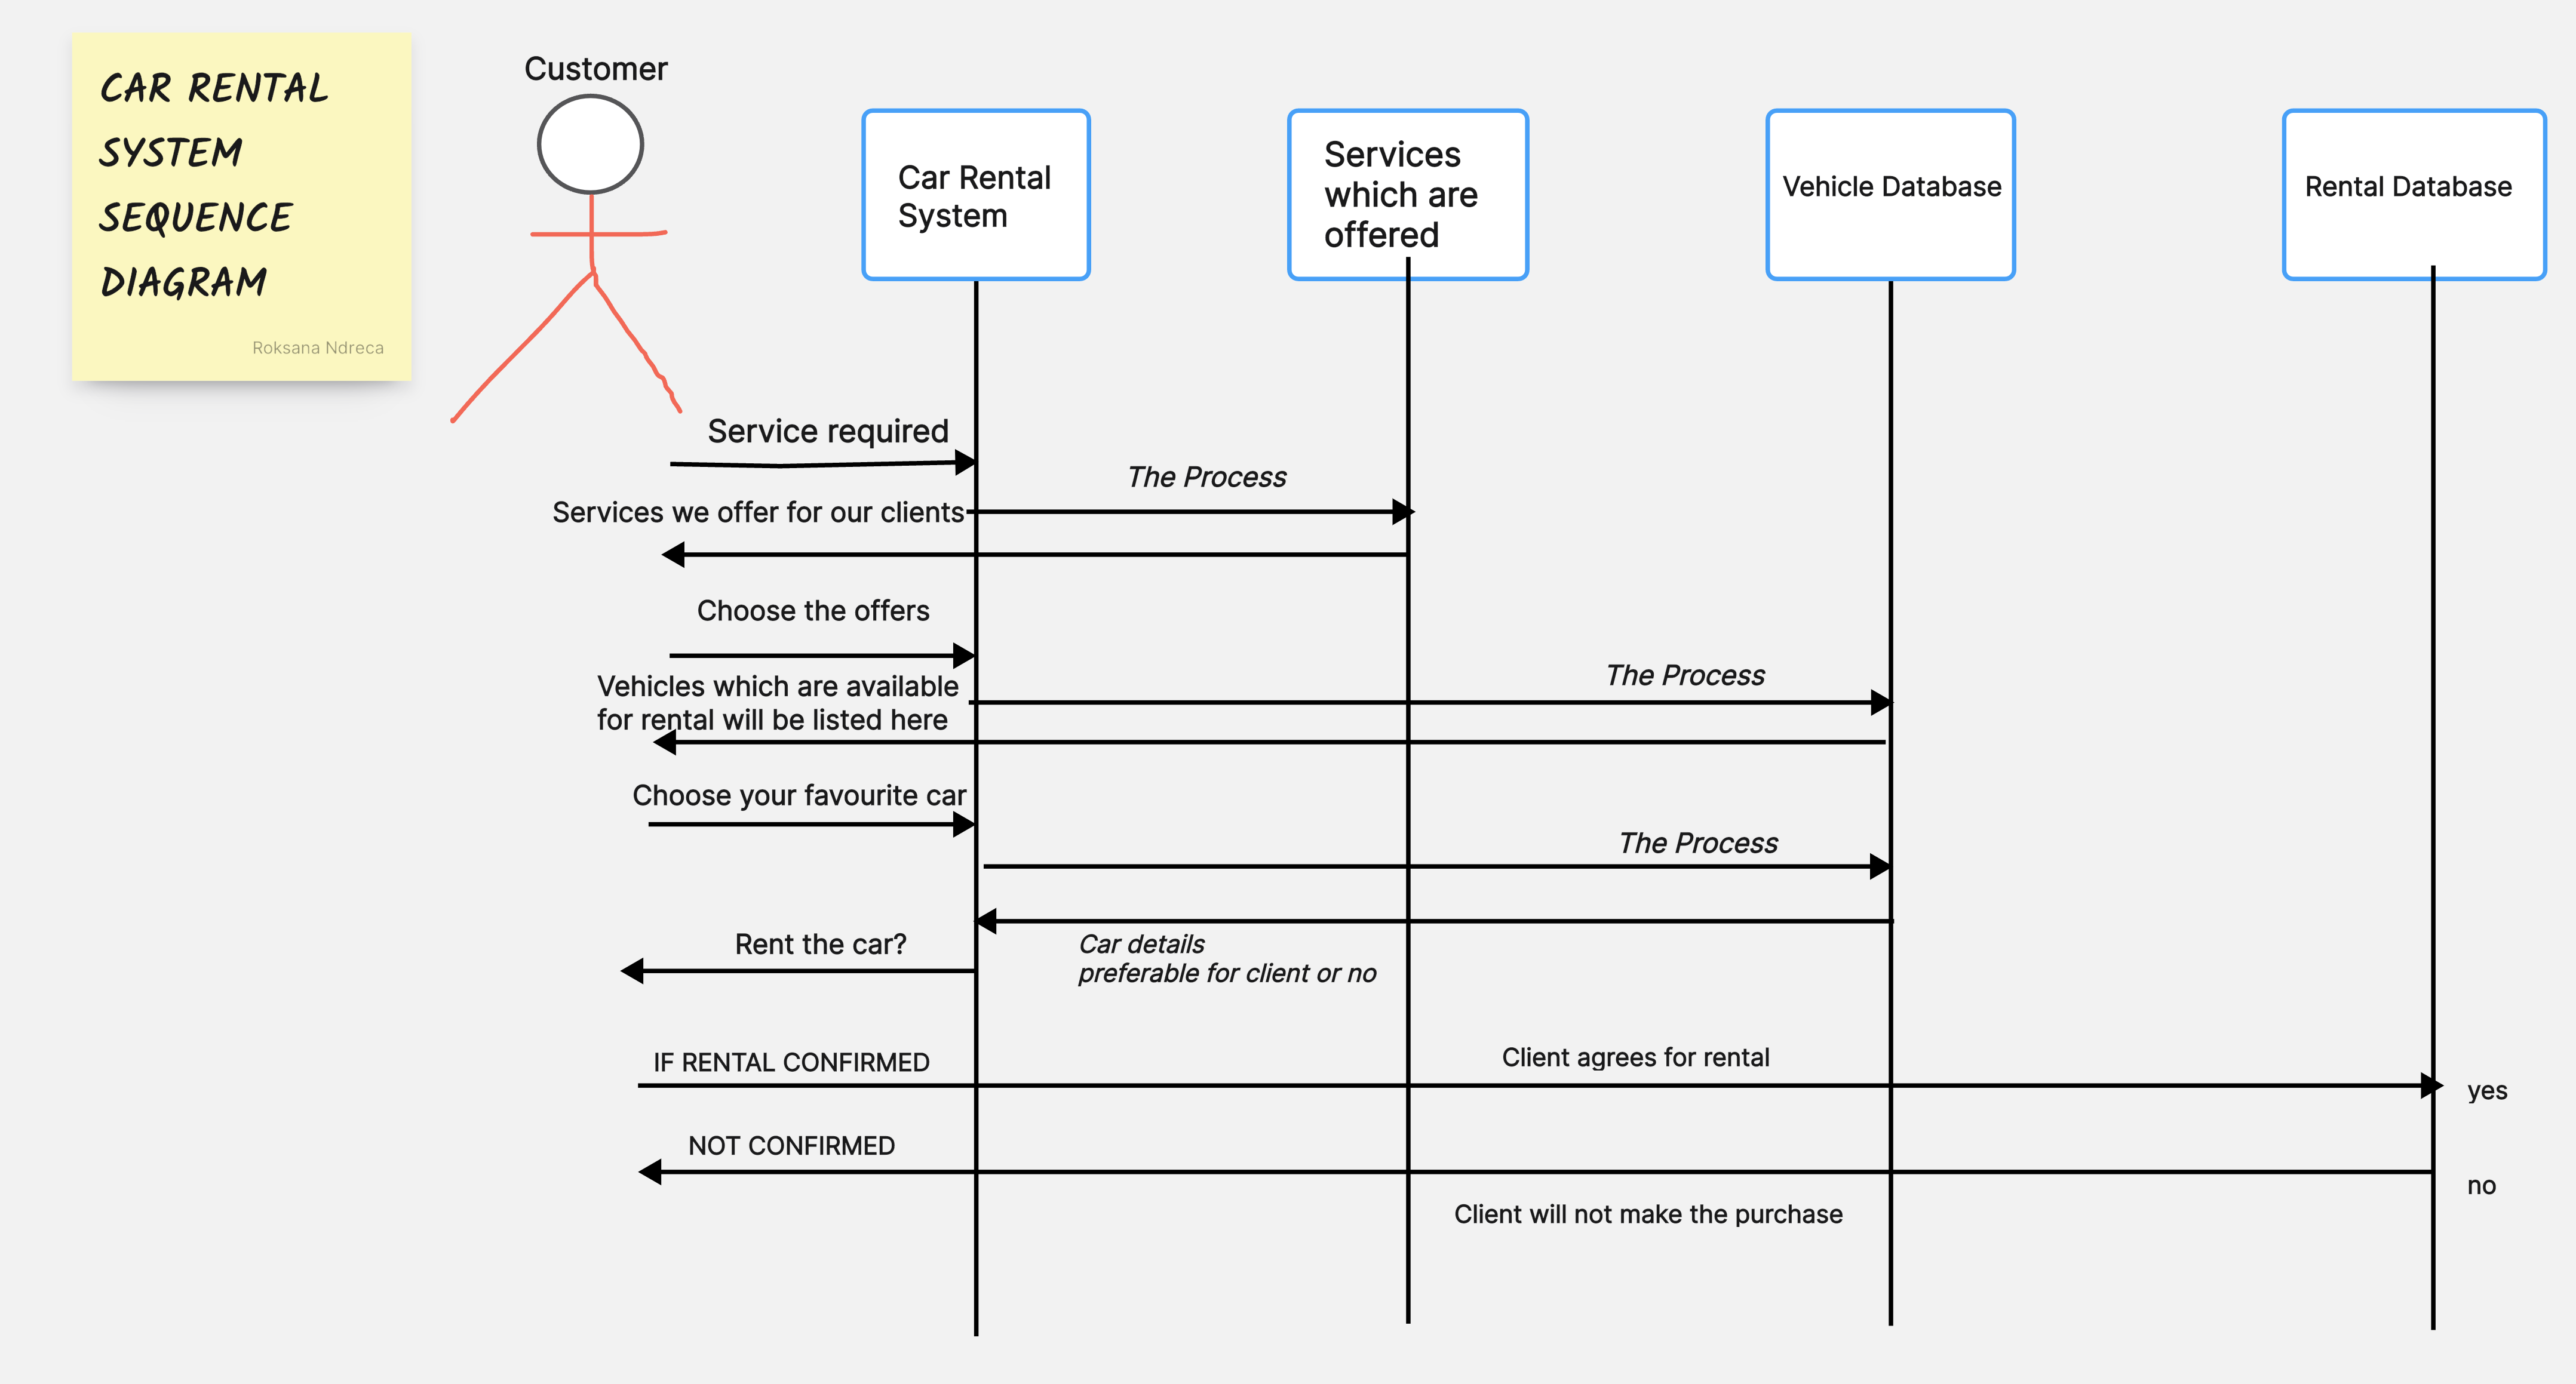 CAR RENTAL
SYSTEM
SEQUENCE
DIAGRAM
Roksana Ndreca
Customer
Car Rental
System
Services
which are
offered
Vehicle Database
Rental Database
Service required
The Process
Services we offer for our clients
Choose the offers
The Process
Vehicles which are available
for rental will be listed here
Choose your favourite car
The Process
Rent the car?
Car details
preferable for client or no
IF RENTAL CONFIRMED
Client agrees for rental
yes
NOT CONFIRMED
no
Client will not make the purchase